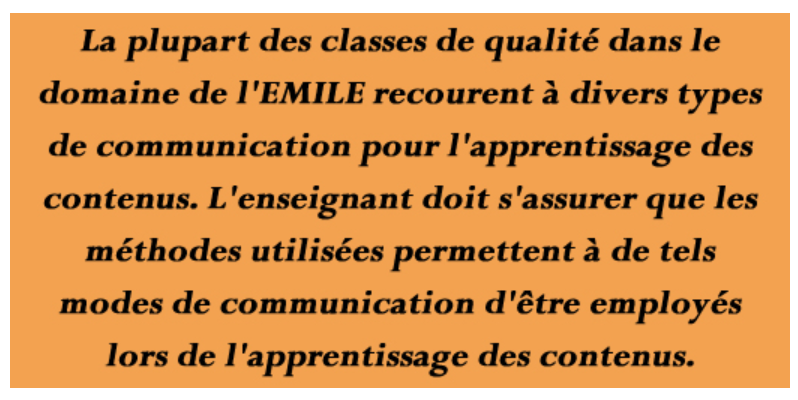 La plupart des classes de qualité dans le
domaine de l'EMILE recourent à divers types
de communication pour l'apprentissage des
contenus. L'enseignant doit s'assurer que les
méthodes utilisées permettent à de tels
modes de communication d'être employés
lors de l'apprentissage des contenus.